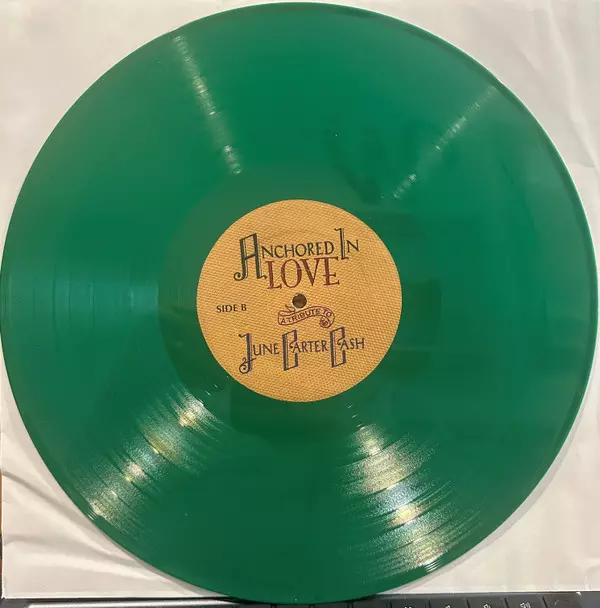 ANCHORED IN
LOVE
SIDE B
A TRIBUTE TO
JUNE CARTER CASH